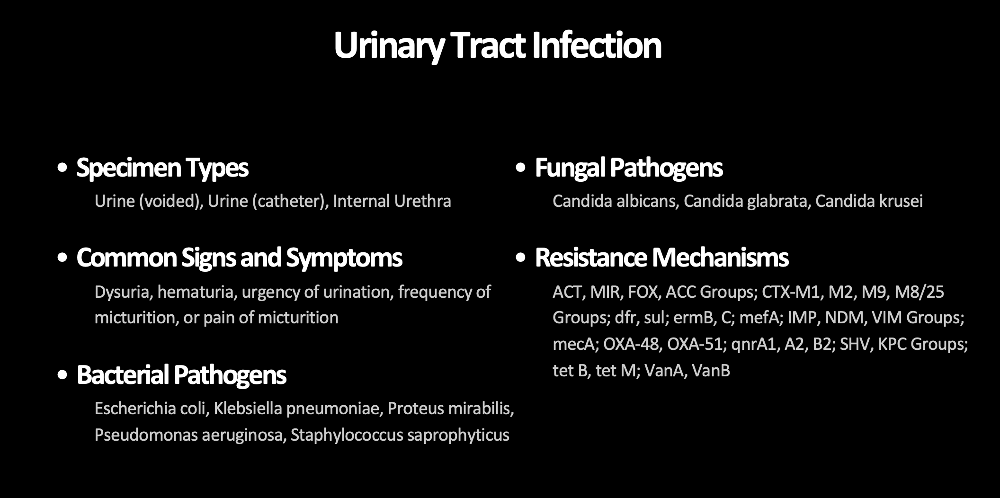 Urinary Tract Infection
• Specimen Types
Urine (voided), Urine (catheter), Internal Urethra
• Common Signs and Symptoms
Dysuria, hematuria, urgency of urination, frequency of
micturition, or pain of micturition
• Bacterial Pathogens
Escherichia coli, Klebsiella pneumoniae, Proteus mirabilis,
Pseudomonas aeruginosa, Staphylococcus saprophyticus
• Fungal Pathogens
Candida albicans, Candida glabrata, Candida krusei
• Resistance Mechanisms
ACT, MIR, FOX, ACC Groups; CTX-M1, M2, M9, M8/25
Groups; dfr, sul; ermB, C; mefA; IMP, NDM, VIM Groups;
mecA; OXA-48, OXA-51; qnrA1, A2, B2; SHV, KPC Groups;
tet B, tet M; VanA, VanB